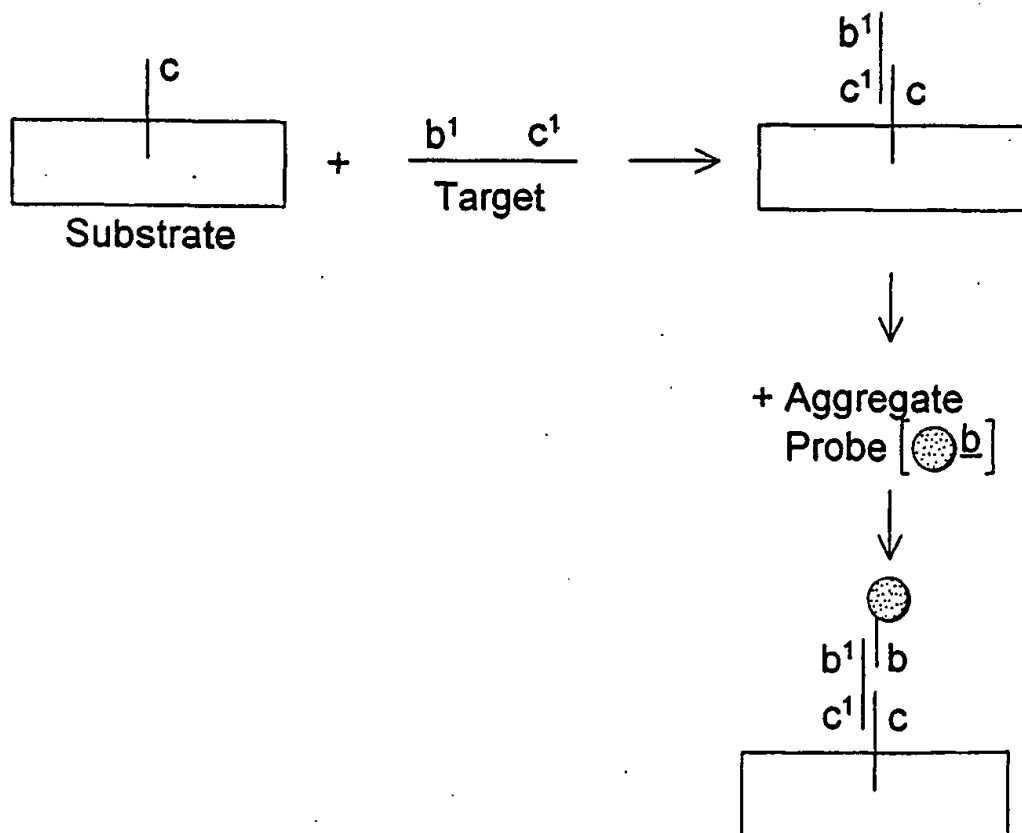 c
Substrate
+
b¹ c¹
Target
b¹
c¹ c
+ Aggregate
Probe [b]
b¹ b
c¹ c